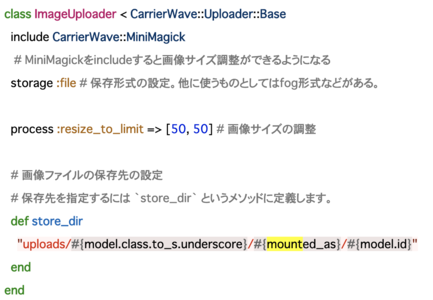 class ImageUploader < CarrierWave::Uploader::Base
include CarrierWave::MiniMagick
# MiniMagickをincludeすると画像サイズ調整ができるようになる
storage :file # 保存形式の設定。他に使うものとしてはfog形式などがある。
process :resize_to_limit => [50, 50] # 画像サイズの調整
# 画像ファイルの保存先の設定
# 保存先を指定するには `store_dir` というメソッドに定義します。
def store_dir
"uploads/#{model.class.to_s.underscore}/#{mounted_as}/#{model.id}"
end
end